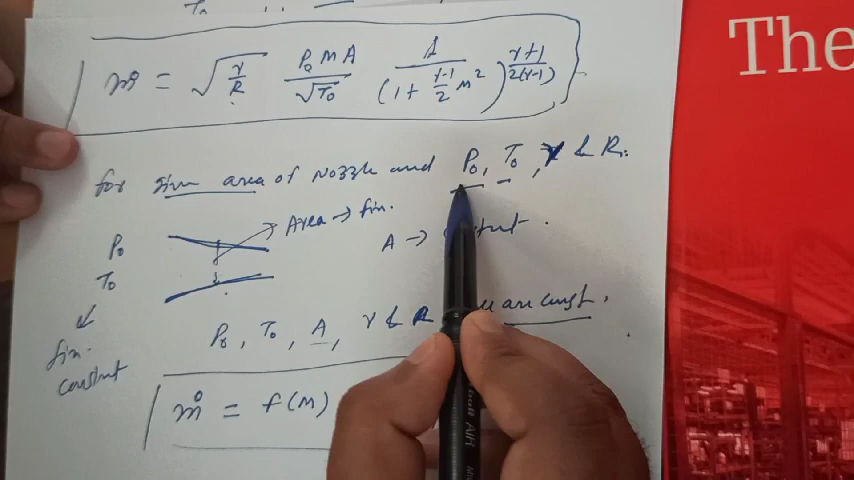 ṁ = √(γ/R) P₀ M A / √T₀ 1 / (1 + (γ-1)/2 M²)^((γ+1)/2(γ-1))
for given area of Nozzle and P₀, T₀, γ & R.
Area → fix.
P₀
A →
T₀
fix. constant
P₀, T₀, A, γ & R are const.
ṁ = f(M)
The